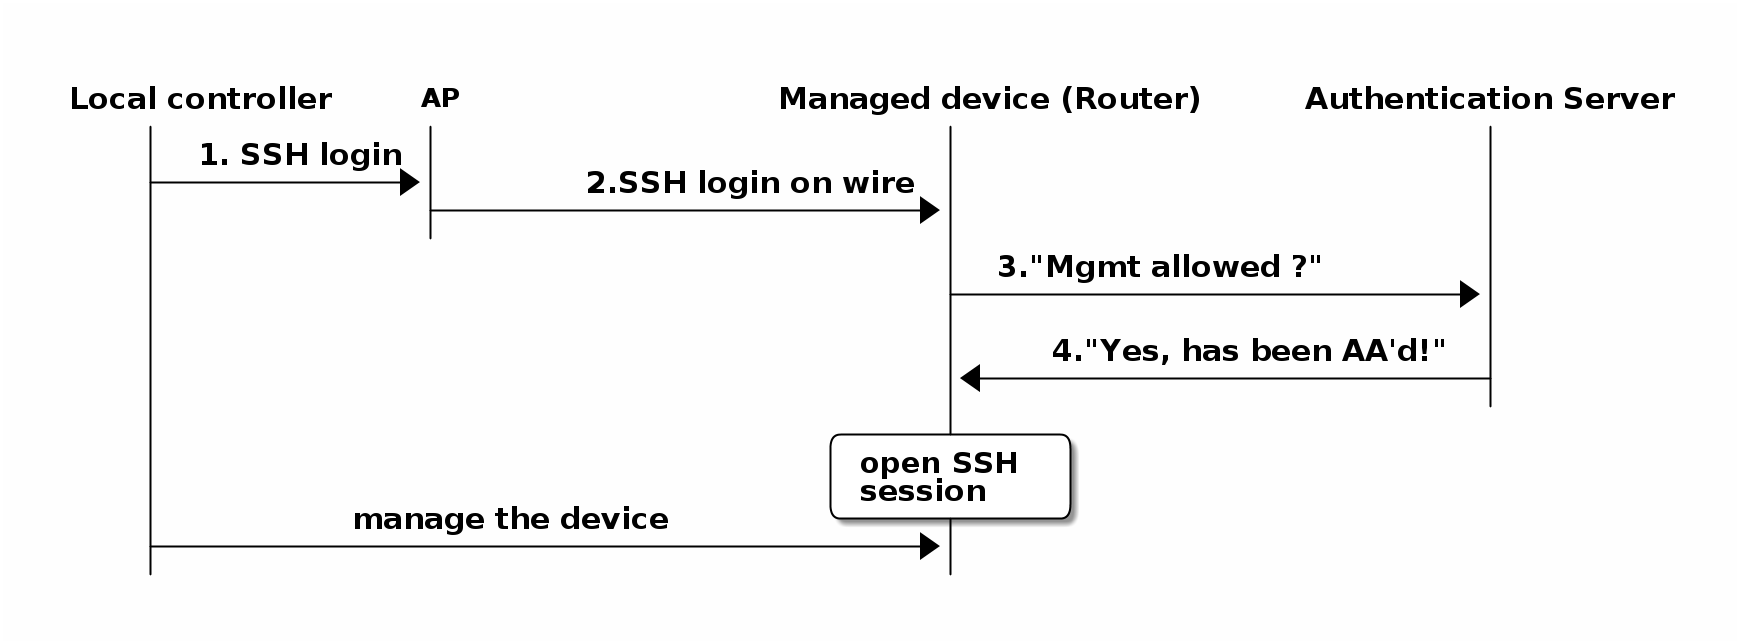 Local controller
AP
Managed device (Router)
Authentication Server
1. SSH login
2.SSH login on wire
3."Mgmt allowed ?"
4."Yes, has been AA'd!"
open SSH
session
manage the device